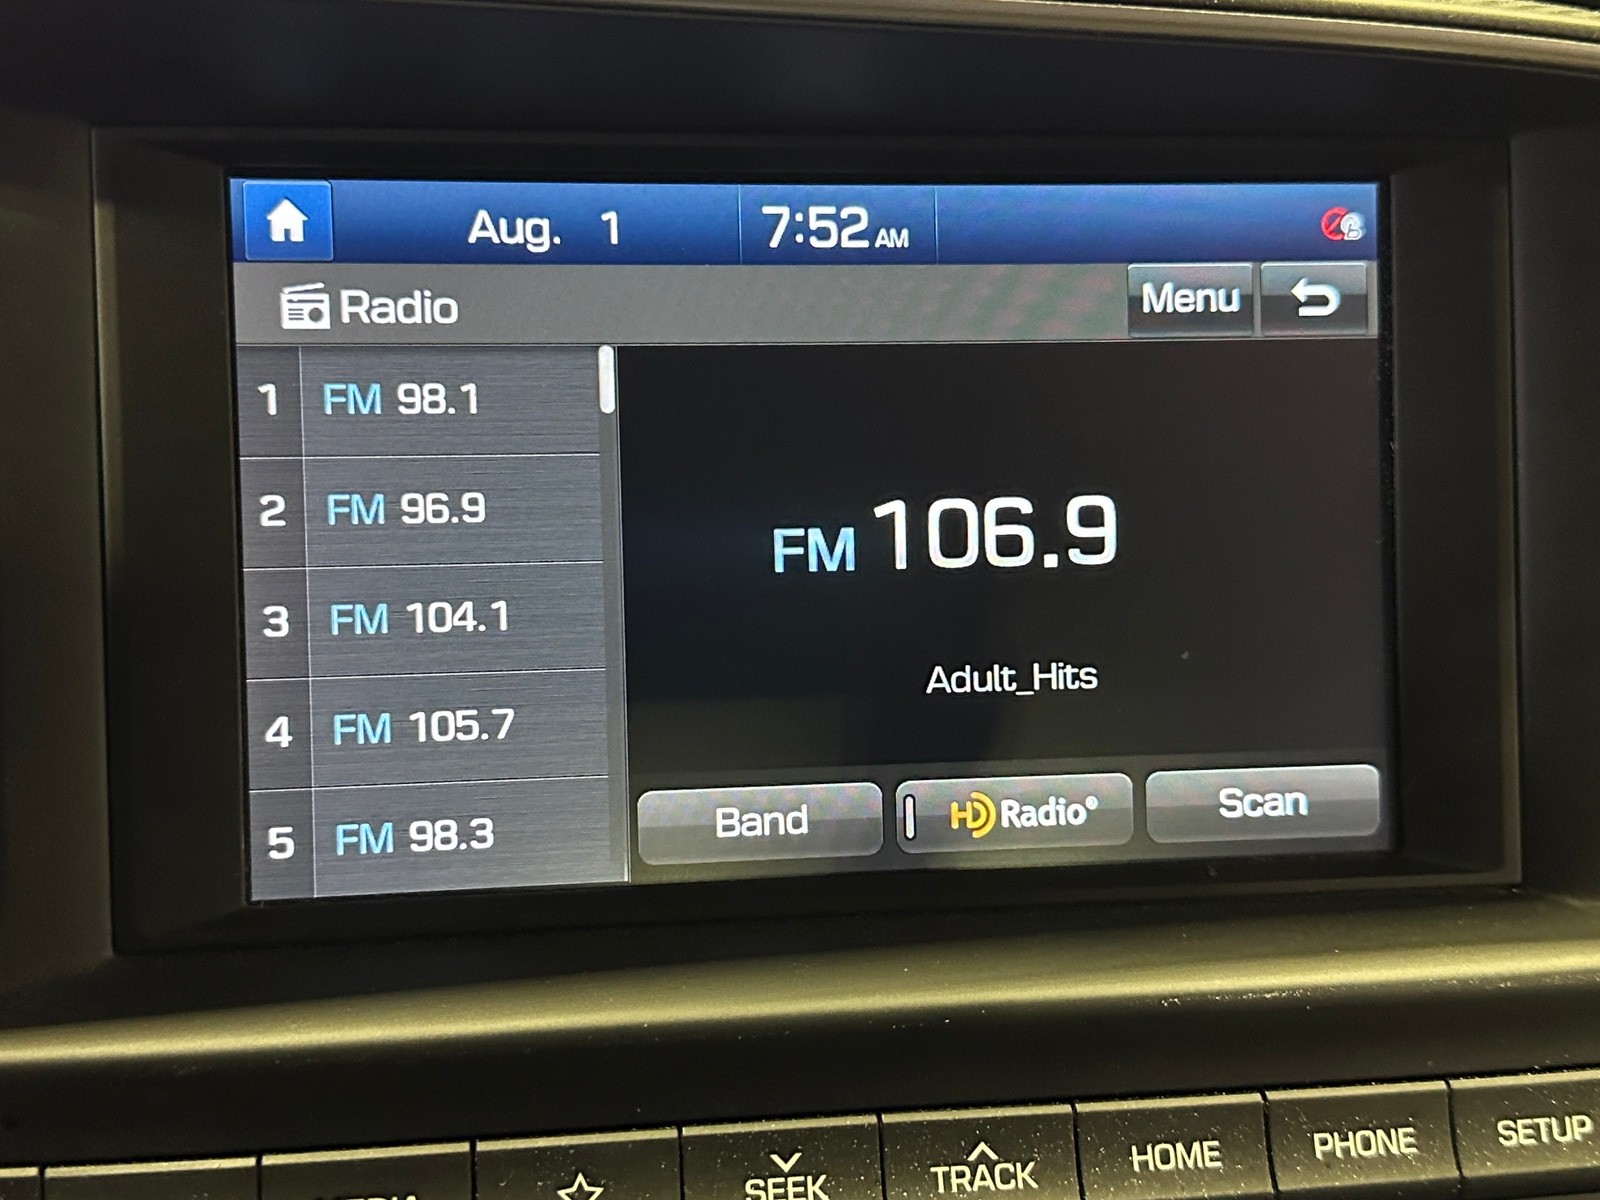 Aug. 1 7:52 AM
Radio Menu
1 FM 98.1
2 FM 96.9
3 FM 104.1
4 FM 105.7
5 FM 98.3
FM 106.9
Adult_Hits
Band HD Radio® Scan
SEEK TRACK HOME PHONE SETUP